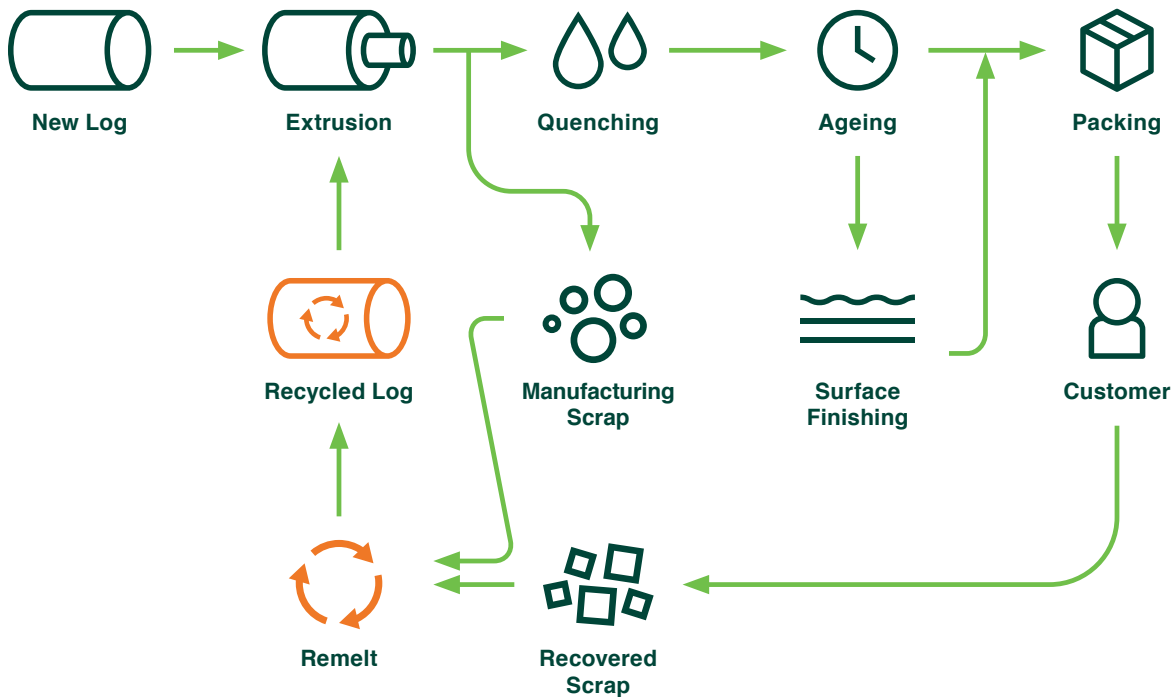 New Log
Extrusion
Quenching
Ageing
Packing
Recycled Log
Manufacturing
Scrap
Surface
Finishing
Customer
Remelt
Recovered
Scrap